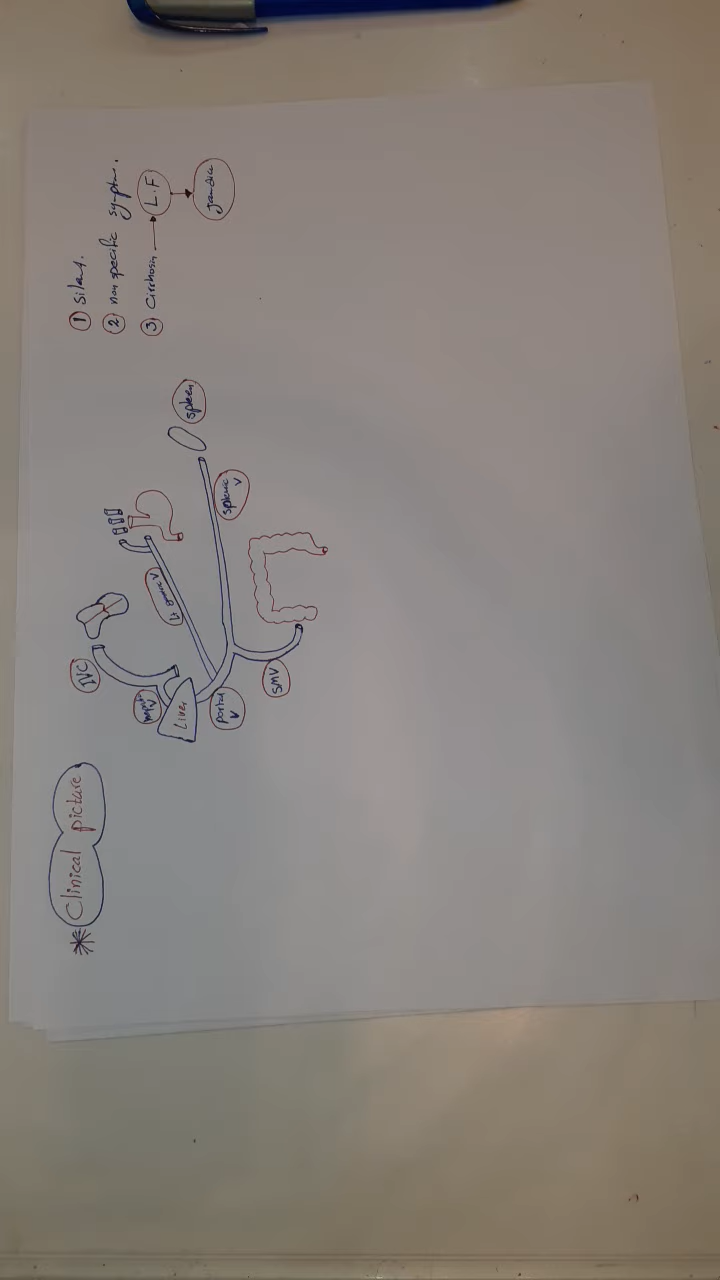 * Clinical picture
IVC
hepatic V
Liver
portal V
Lt gastric V
SMV
splenic V
spleen
① Silent.
② non specific symptoms.
③ Cirrhosis → L.F
jaundice